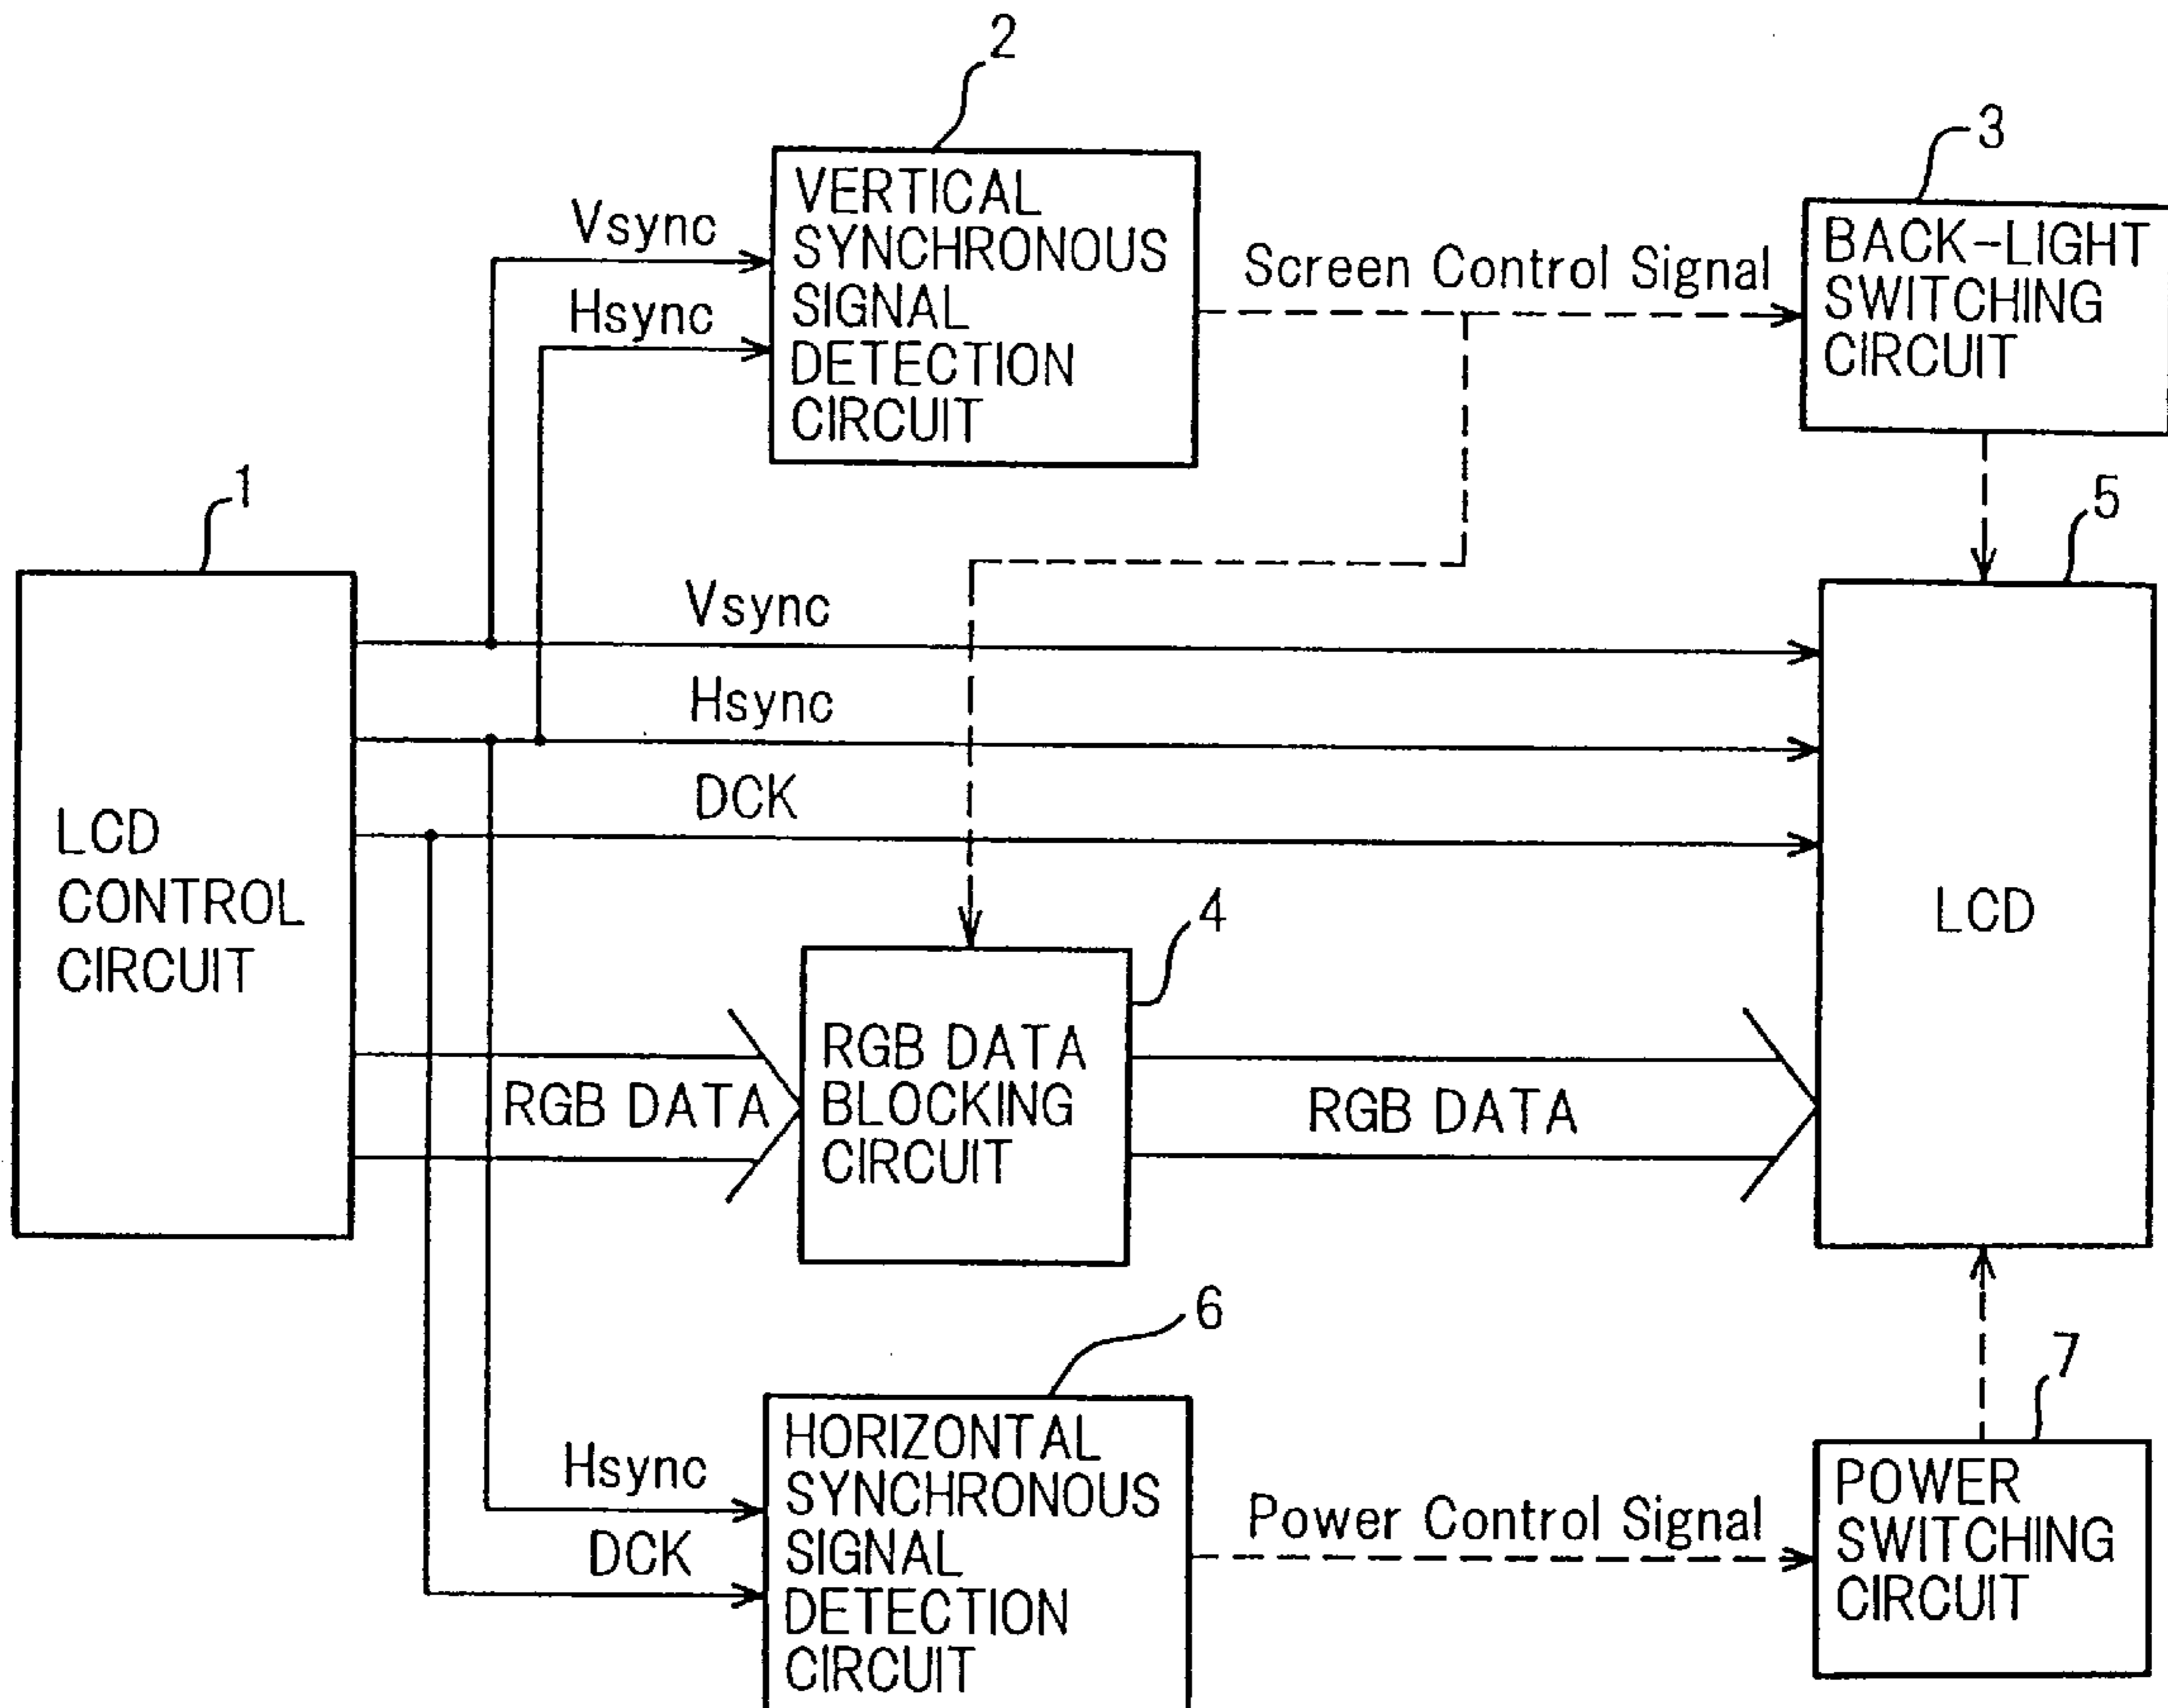 2
3
VERTICAL
SYNCHRONOUS
SIGNAL
DETECTION
CIRCUIT
Vsync
Hsync
Screen Control Signal
BACK-LIGHT
SWITCHING
CIRCUIT
1
5
LCD
CONTROL
CIRCUIT
Vsync
Hsync
DCK
LCD
4
RGB DATA
RGB DATA
BLOCKING
CIRCUIT
RGB DATA
6
7
Hsync
DCK
HORIZONTAL
SYNCHRONOUS
SIGNAL
DETECTION
CIRCUIT
Power Control Signal
POWER
SWITCHING
CIRCUIT